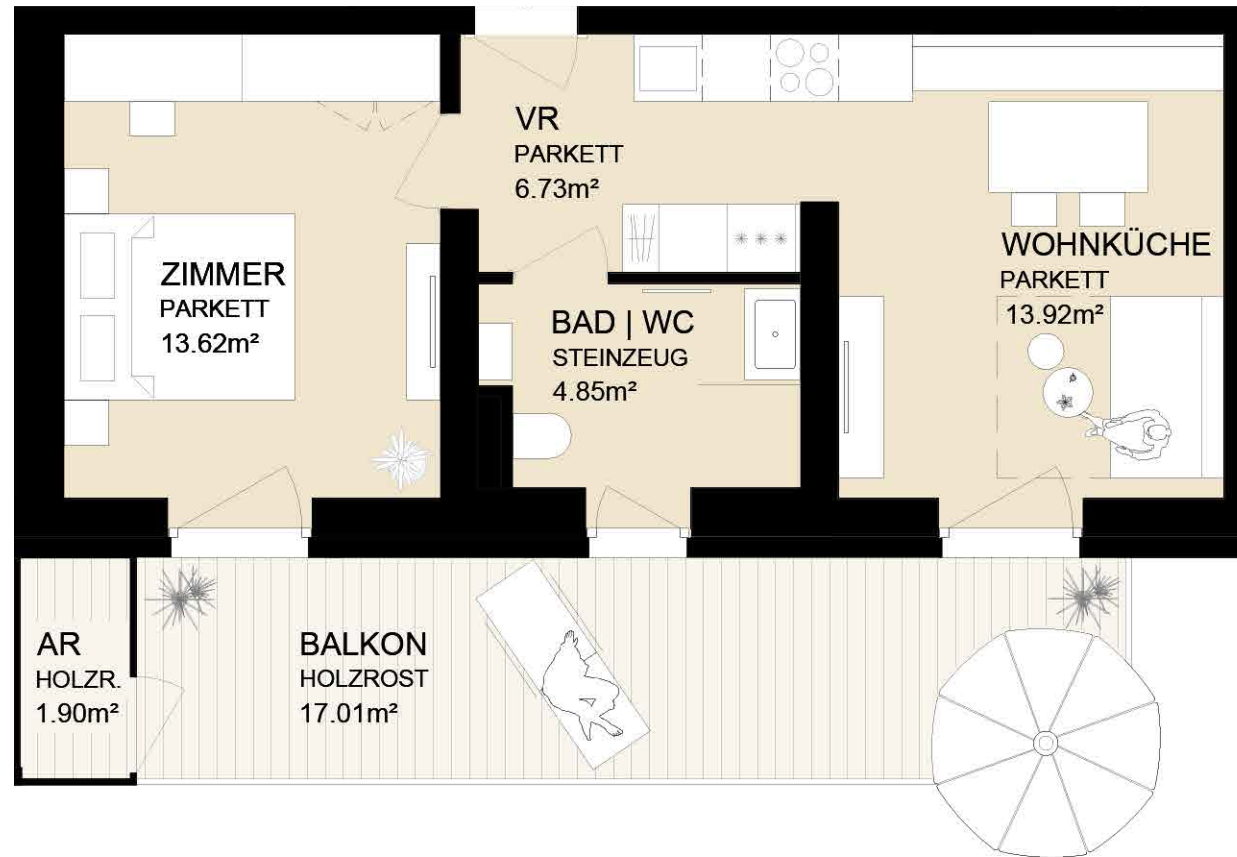 VR
PARKETT
6.73m²
ZIMMER
PARKETT
13.62m²
WOHNKÜCHE
PARKETT
13.92m²
BAD | WC
STEINZEUG
4.85m²
AR
HOLZR.
1.90m²
BALKON
HOLZROST
17.01m²